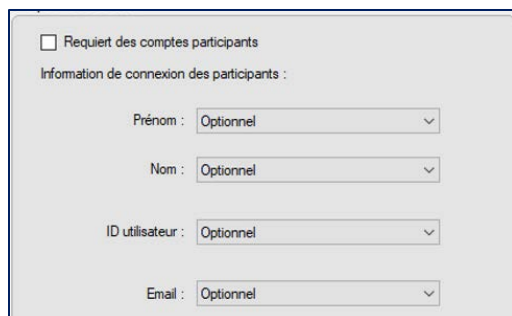 Requiert des comptes participants
Information de connexion des participants :
Prénom : Optionnel
Nom : Optionnel
ID utilisateur : Optionnel
Email : Optionnel